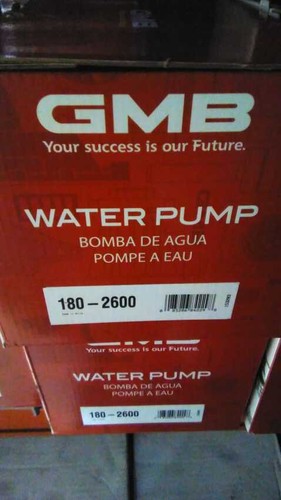 GMB
Your success is our Future.
WATER PUMP
BOMBA DE AGUA
POMPE A EAU
180-2600
GMB
Your success is our Future.
WATER PUMP
BOMBA DE AGUA
POMPE A EAU
180-2600